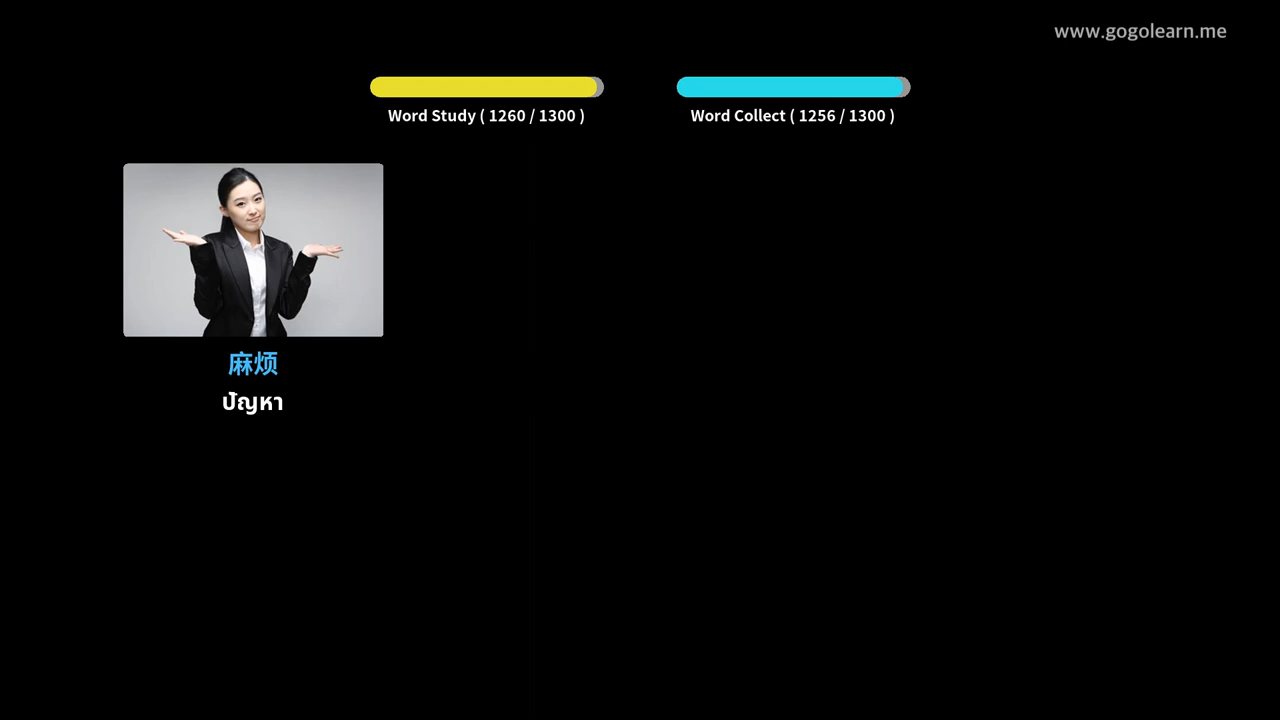 www.gogolearn.me
Word Study ( 1260 / 1300 )
Word Collect ( 1256 / 1300 )
麻烦
ปัญหา